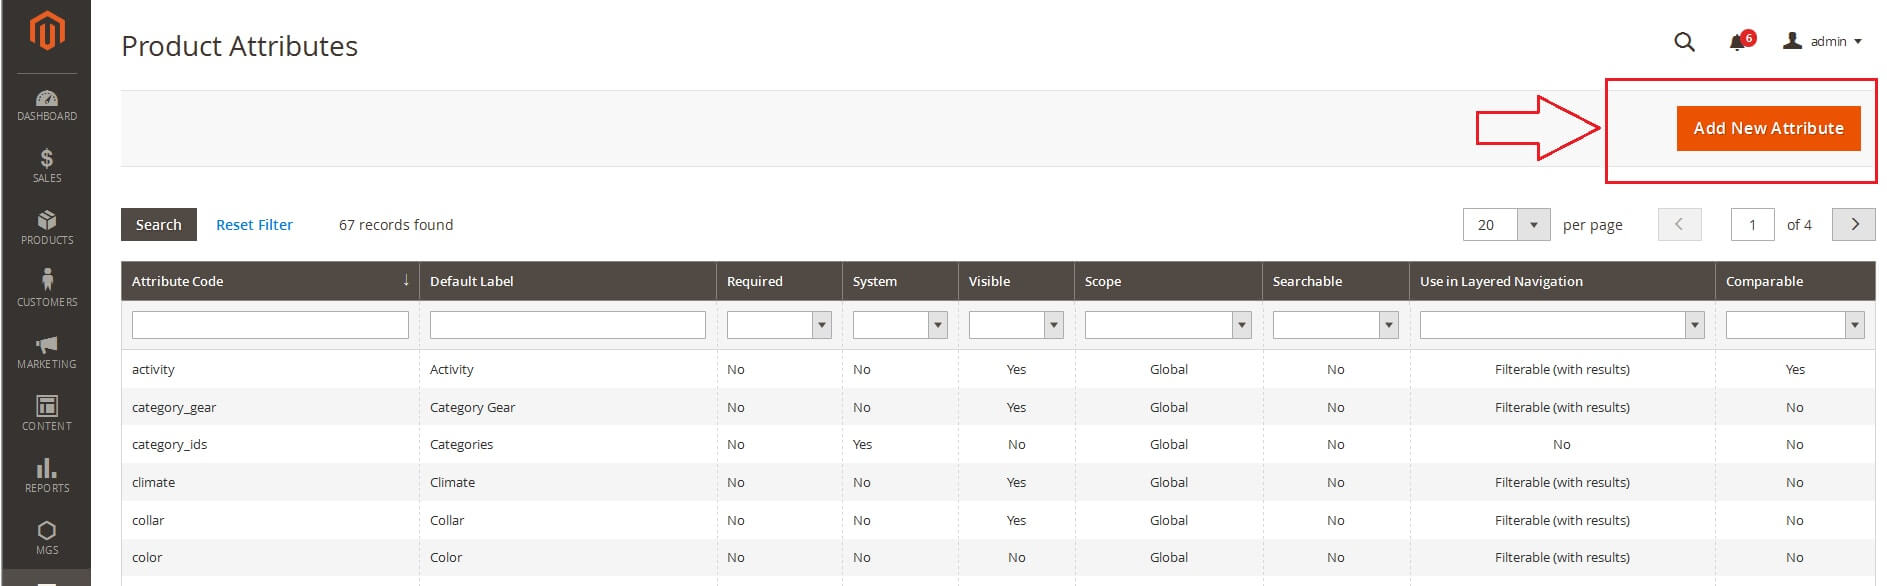 Product Attributes
6
admin
DASHBOARD
SALES
PRODUCTS
CUSTOMERS
MARKETING
CONTENT
REPORTS
MGS
Add New Attribute
Search Reset Filter 67 records found 20 per page 1 of 4
Attribute Code Default Label Required System Visible Scope Searchable Use in Layered Navigation Comparable
activity Activity No No Yes Global No Filterable (with results) Yes
category_gear Category Gear No No Yes Global No Filterable (with results) No
category_ids Categories No Yes No Global No No No
climate Climate No No Yes Global No Filterable (with results) No
collar Collar No No Yes Global No Filterable (with results) No
color Color No No No Global No Filterable (with results) No